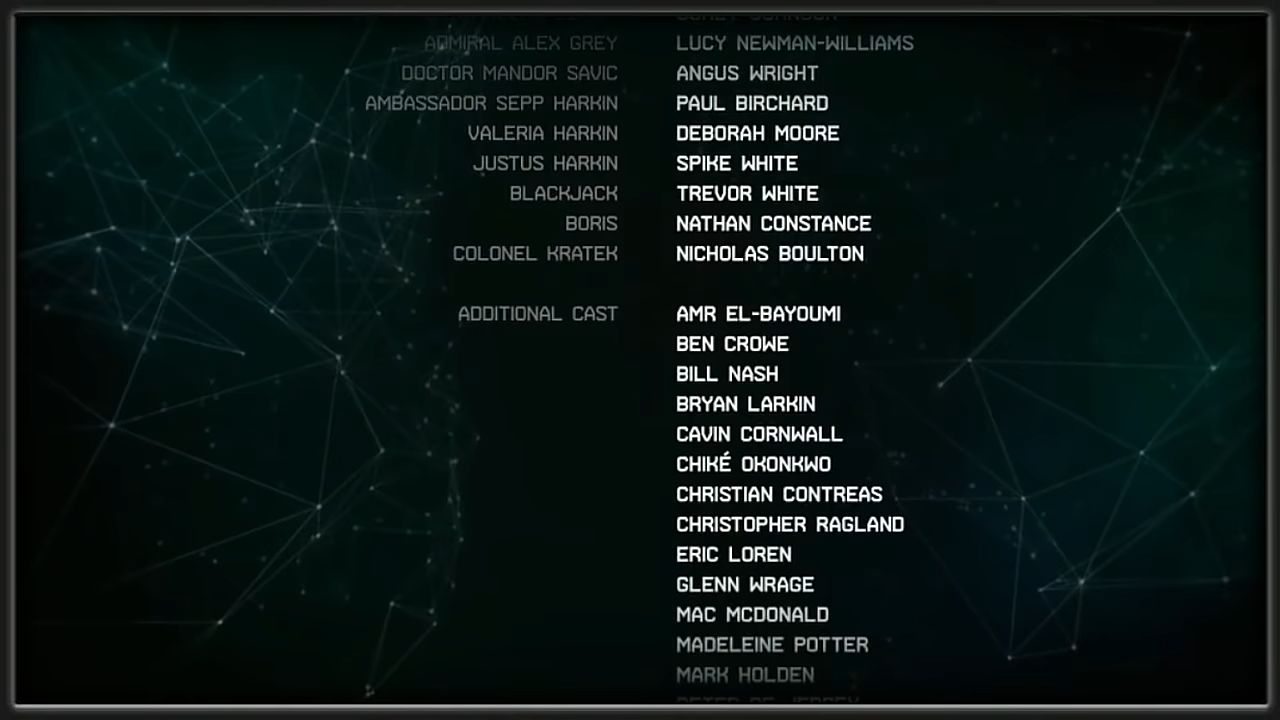 ADMIRAL ALEX GREY LUCY NEWMAN-WILLIAMS
DOCTOR MANDOR SAVIC ANGUS WRIGHT
AMBASSADOR SEPP HARKIN PAUL BIRCHARD
VALERIA HARKIN DEBORAH MOORE
JUSTUS HARKIN SPIKE WHITE
BLACKJACK TREVOR WHITE
BORIS NATHAN CONSTANCE
COLONEL KRATEK NICHOLAS BOULTON
ADDITIONAL CAST AMR EL-BAYOUMI
BEN CROWE
BILL NASH
BRYAN LARKIN
CAVIN CORNWALL
CHIKÉ OKONKWO
CHRISTIAN CONTREAS
CHRISTOPHER RAGLAND
ERIC LOREN
GLENN WRAGE
MAC MCDONALD
MADELEINE POTTER
MARK HOLDEN